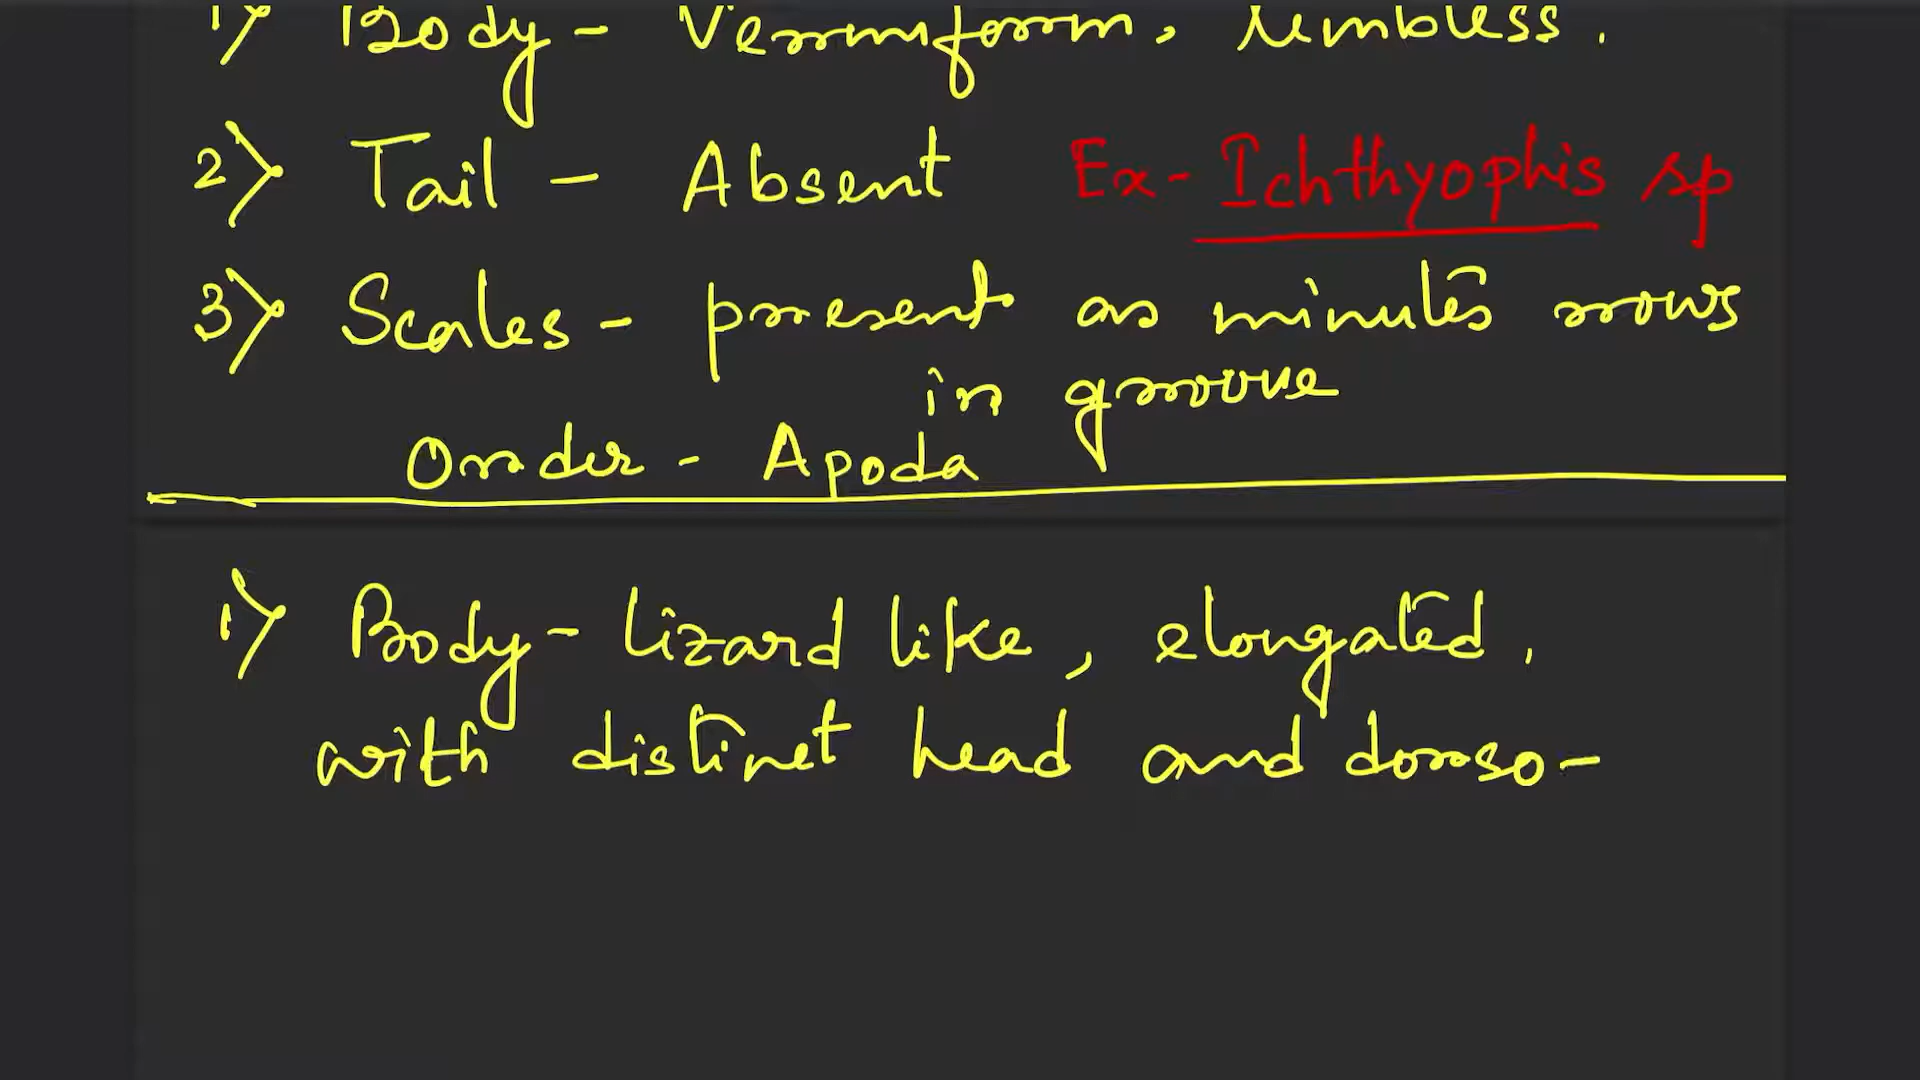 1) Body - Vermiform, limbless.
2) Tail - Absent Ex- Ichthyophis sp
3) Scales - present as minutes rows
in groove
Order - Apoda
1) Body - lizard like, elongated,
with distinct head and dorso-